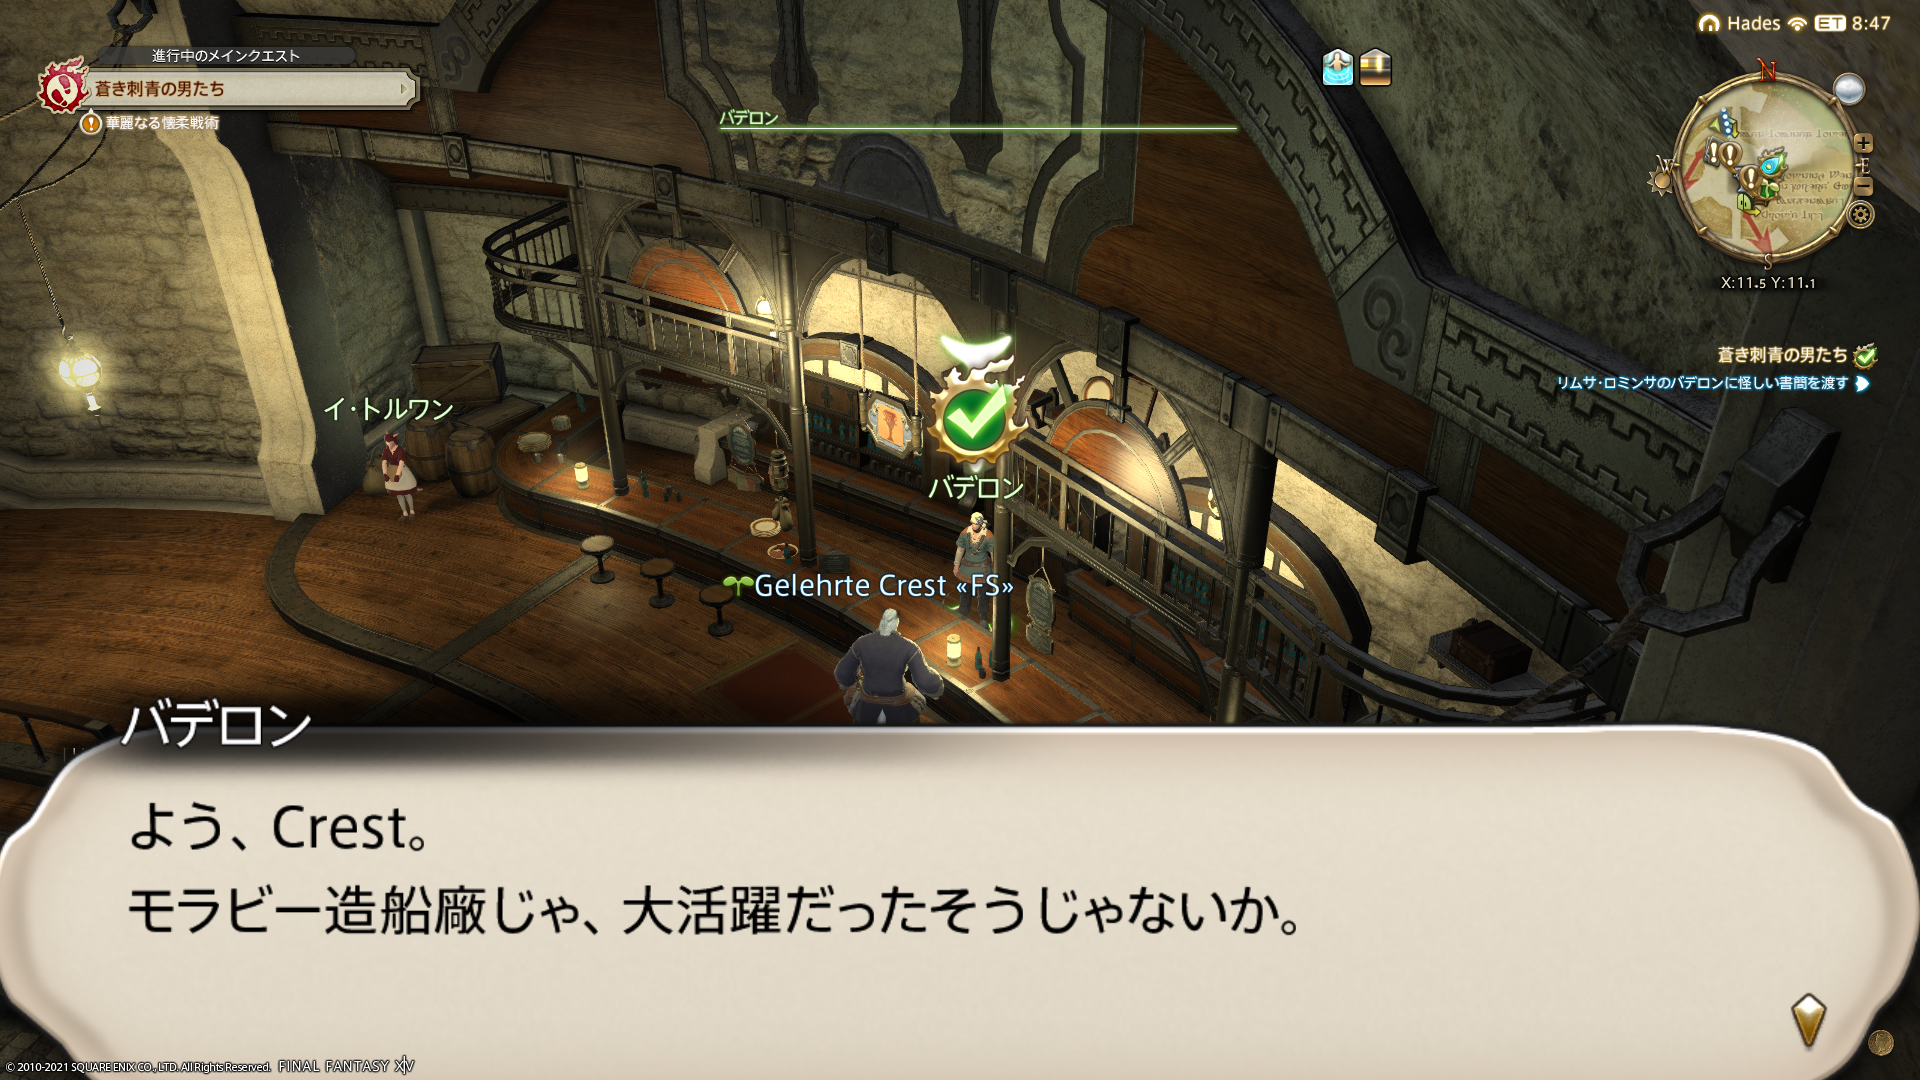 Hades ET 8:47
進行中のメインクエスト
蒼き刺青の男たち
華麗なる懐柔戦術
バデロン
N
W
E
S
X:11.5 Y:11.1
蒼き刺青の男たち
リムサ・ロミンサのバデロンに怪しい書簡を渡す
イ・トルワン
バデロン
Gelehrte Crest «FS»
バデロン
よう、Crest。
モラビー造船廠じゃ、大活躍だったそうじゃないか。
© 2010-2021 SQUARE ENIX CO., LTD. All Rights Reserved. FINAL FANTASY XIV